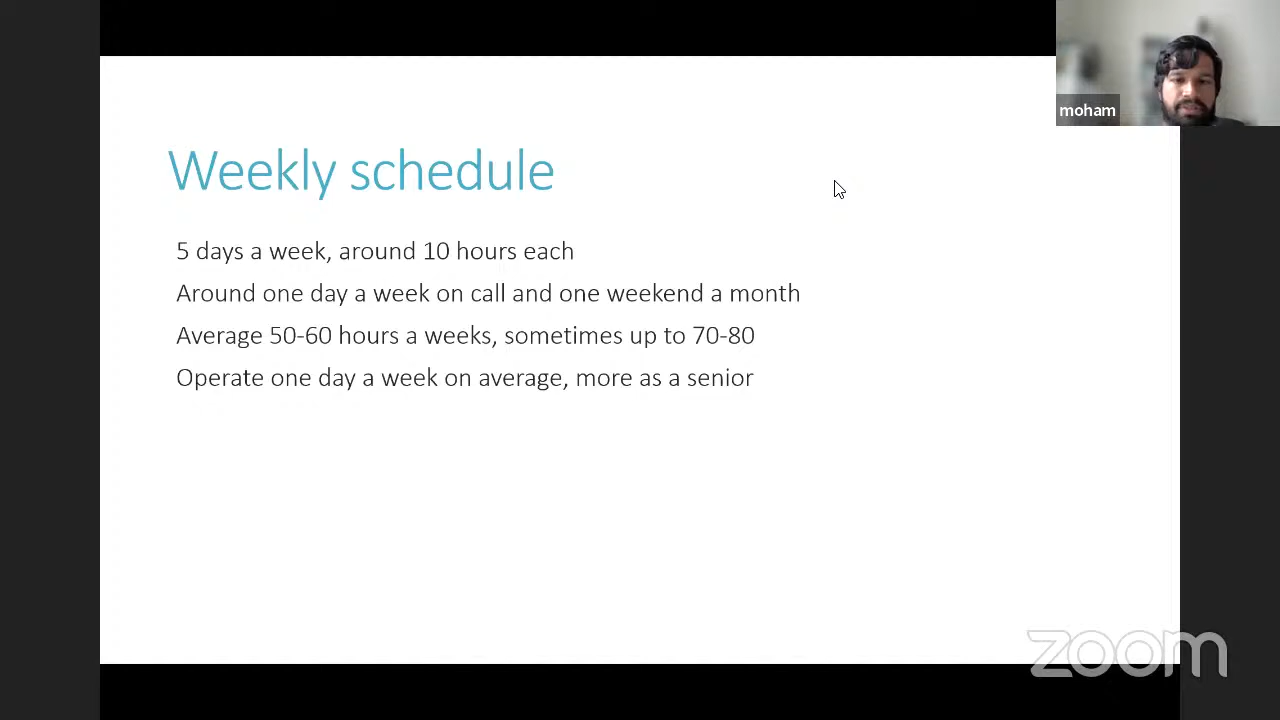 moham
Weekly schedule
5 days a week, around 10 hours each
Around one day a week on call and one weekend a month
Average 50-60 hours a weeks, sometimes up to 70-80
Operate one day a week on average, more as a senior
zoom